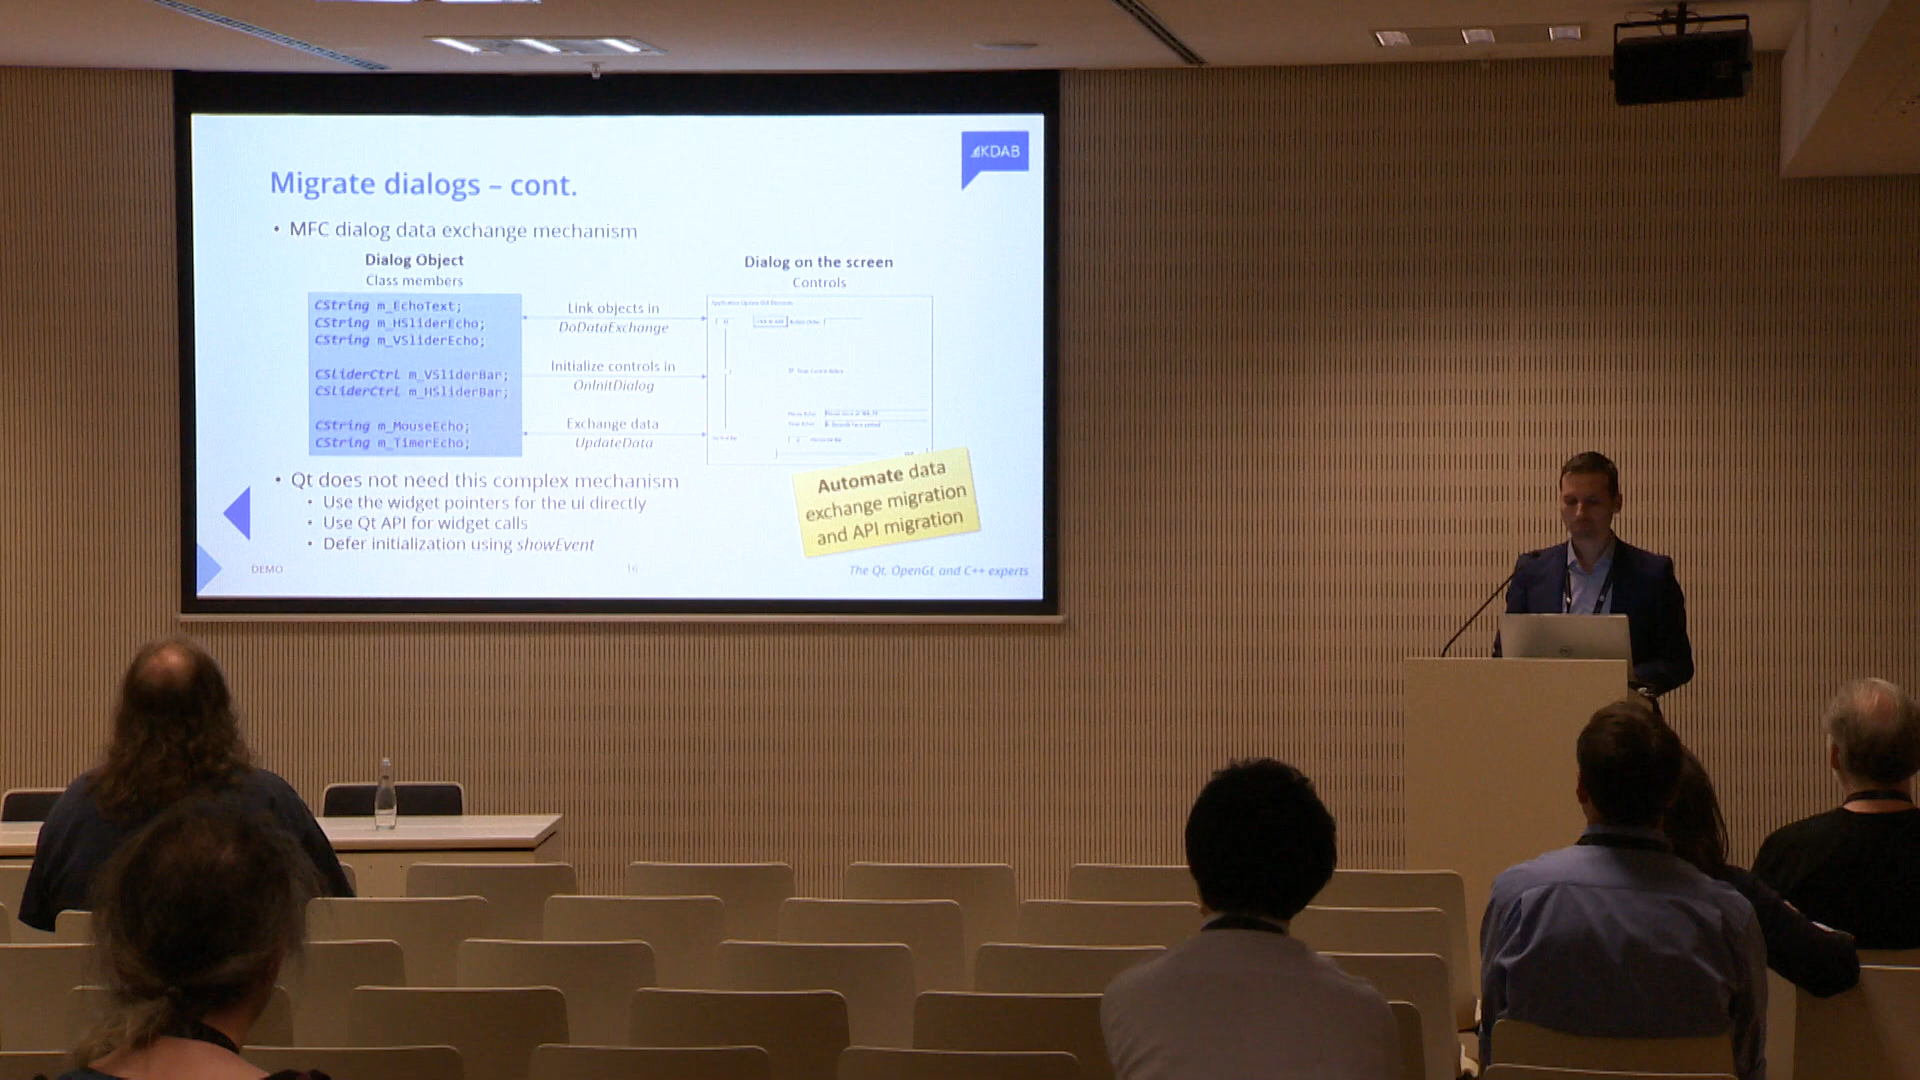 KDAB
Migrate dialogs – cont.
• MFC dialog data exchange mechanism
Dialog Object
Class members
Dialog on the screen
Controls
CString m_EchoText;
CString m_HSliderEcho;
CString m_VSliderEcho;
CSliderCtrl m_VSliderBar;
CSliderCtrl m_HSliderBar;
CString m_MouseEcho;
CString m_TimerEcho;
Link objects in
DoDataExchange
Initialize controls in
OnInitDialog
Exchange data
UpdateData
• Qt does not need this complex mechanism
• Use the widget pointers for the ui directly
• Use Qt API for widget calls
• Defer initialization using showEvent
Automate data
exchange migration
and API migration
DEMO
16
The Qt, OpenGL and C++ experts